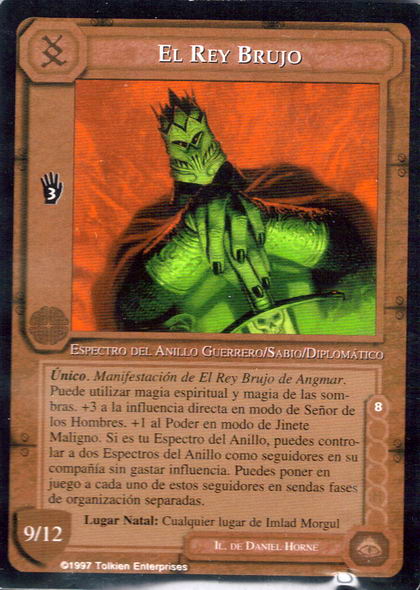 El Rey Brujo
3
Espectro del Anillo Guerrero/Sabio/Diplomático
Único. Manifestación de El Rey Brujo de Angmar.
Puede utilizar magia espiritual y magia de las som-
bras. +3 a la influencia directa en modo de Señor de
los Hombres. +1 al Poder en modo de Jinete
Maligno. Si es tu Espectro del Anillo, puedes contro-
lar a dos Espectros del Anillo como seguidores en su
compañía sin gastar influencia. Puedes poner en
juego a cada uno de estos seguidores en sendas fases
de organización separadas.
8
Lugar Natal: Cualquier lugar de Imlad Morgul
9/12
Il. de Daniel Horne
©1997 Tolkien Enterprises